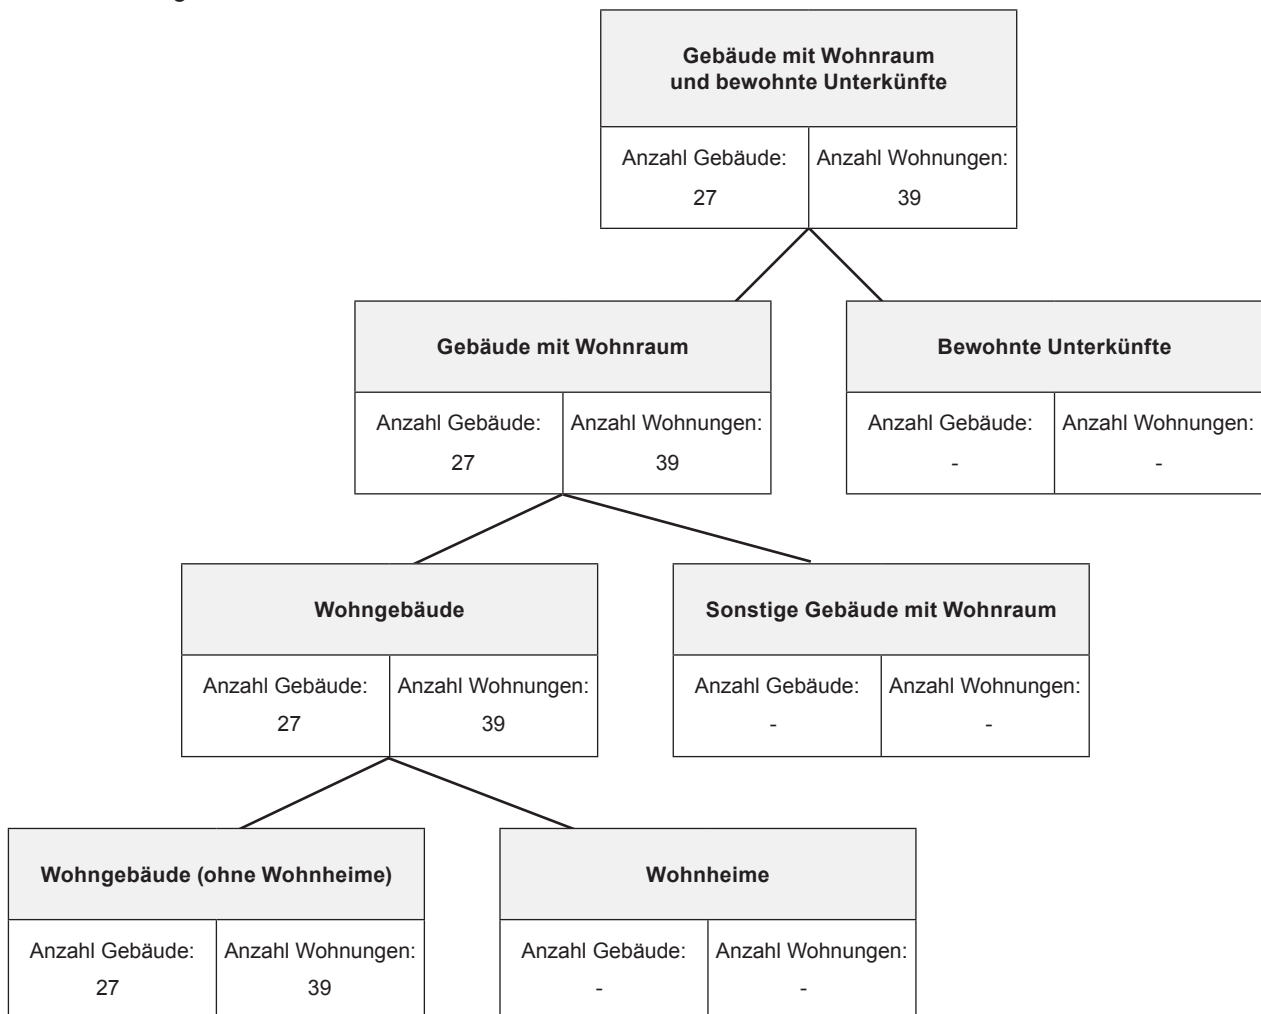 Gebäude mit Wohnraum
und bewohnte Unterkünfte
Anzahl Gebäude: Anzahl Wohnungen:
27 39
Gebäude mit Wohnraum
Anzahl Gebäude: Anzahl Wohnungen:
27 39
Bewohnte Unterkünfte
Anzahl Gebäude: Anzahl Wohnungen:
- -
Wohngebäude
Anzahl Gebäude: Anzahl Wohnungen:
27 39
Sonstige Gebäude mit Wohnraum
Anzahl Gebäude: Anzahl Wohnungen:
- -
Wohngebäude (ohne Wohnheime)
Anzahl Gebäude: Anzahl Wohnungen:
27 39
Wohnheime
Anzahl Gebäude: Anzahl Wohnungen:
- -